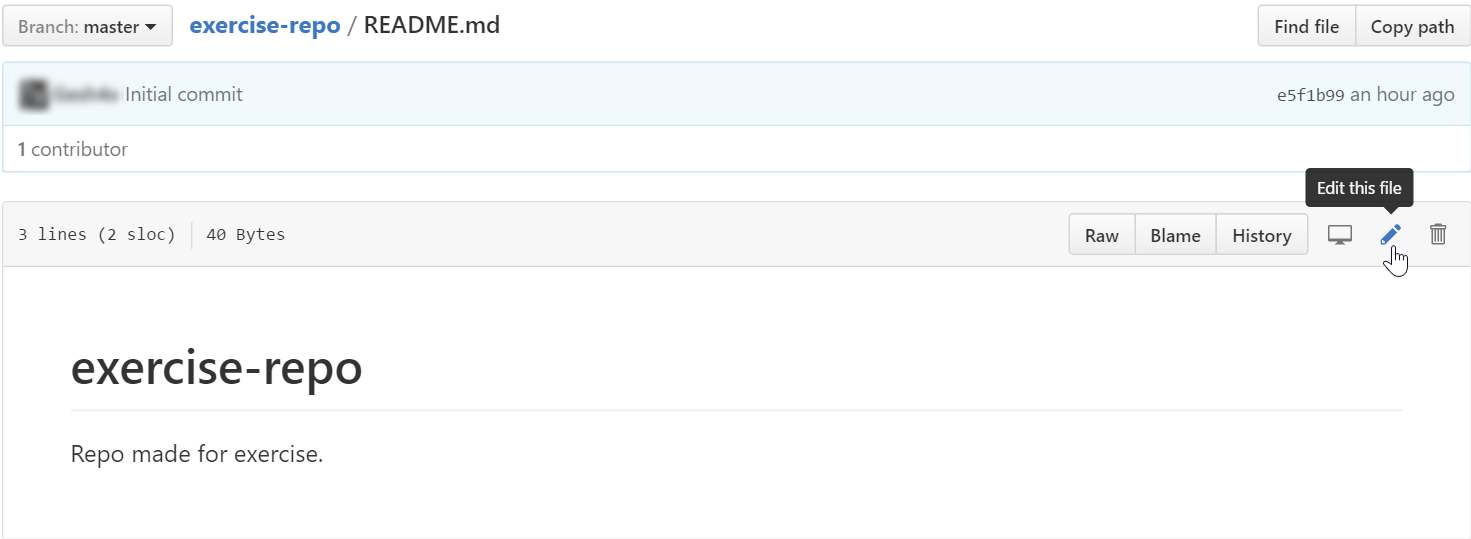 Branch: master
exercise-repo / README.md
Find file
Copy path
Initial commit
e5f1b99 an hour ago
1 contributor
Edit this file
3 lines (2 sloc)
40 Bytes
Raw
Blame
History
exercise-repo
Repo made for exercise.